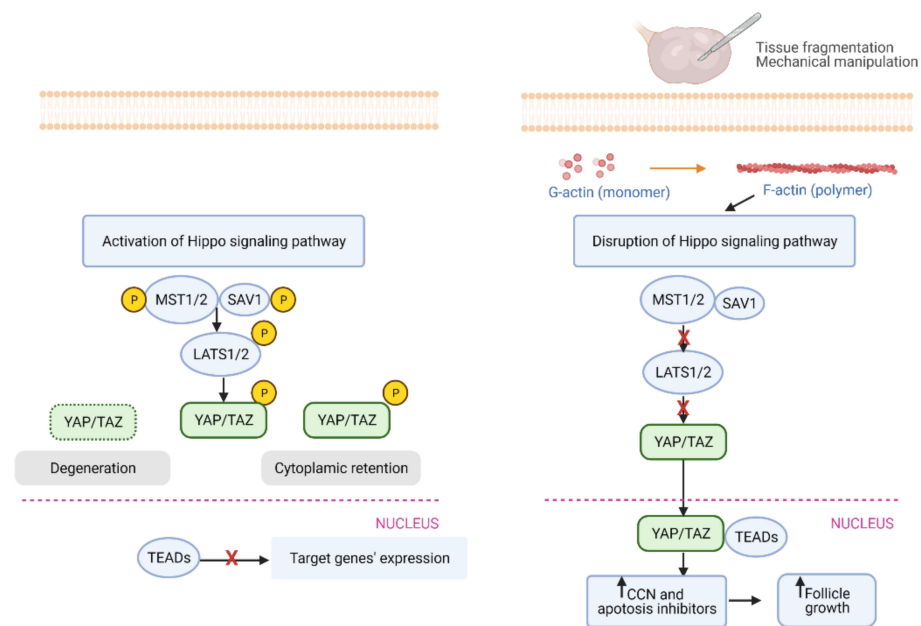 Tissue fragmentation
Mechanical manipulation
G-actin (monomer)
F-actin (polymer)
Activation of Hippo signaling pathway
Disruption of Hippo signaling pathway
P
MST1/2
SAV1
P
P
LATS1/2
P
P
YAP/TAZ
YAP/TAZ
YAP/TAZ
Degeneration
Cytoplamic retention
NUCLEUS
TEADs
X
Target genes' expression
MST1/2
SAV1
X
LATS1/2
X
YAP/TAZ
YAP/TAZ
TEADs
NUCLEUS
CCN and
apotosis inhibitors
Follicle
growth